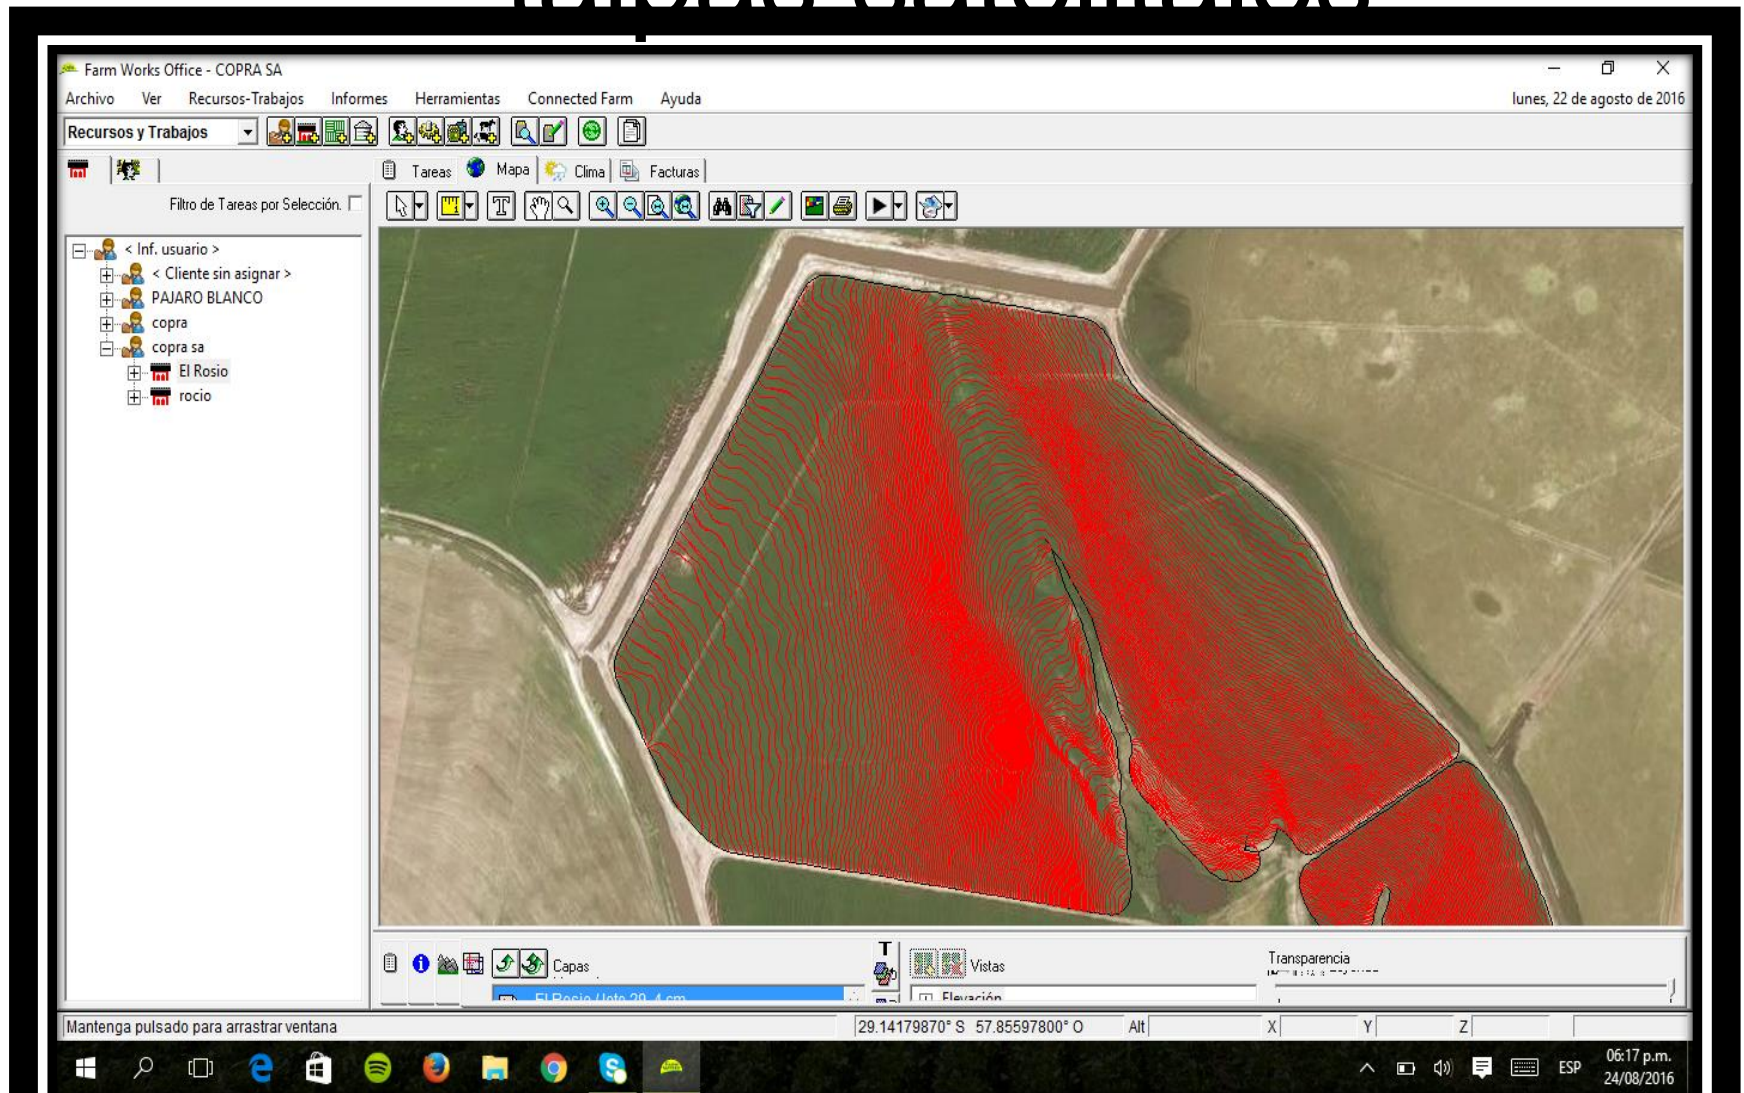 Farm Works Office - COPRA SA
Archivo Ver Recursos-Trabajos Informes Herramientas Connected Farm Ayuda lunes, 22 de agosto de 2016
Recursos y Trabajos
Tareas Mapa Clima Facturas
Filtro de Tareas por Selección.
< Inf. usuario >
< Cliente sin asignar >
PAJARO BLANCO
copra
copra sa
El Rosio
rocio
Capas
Vistas
Transparencia
Elevación
Mantenga pulsado para arrastrar ventana 29.14179870° S 57.85597800° O Alt X Y Z
ESP
06:17 p.m.
24/08/2016